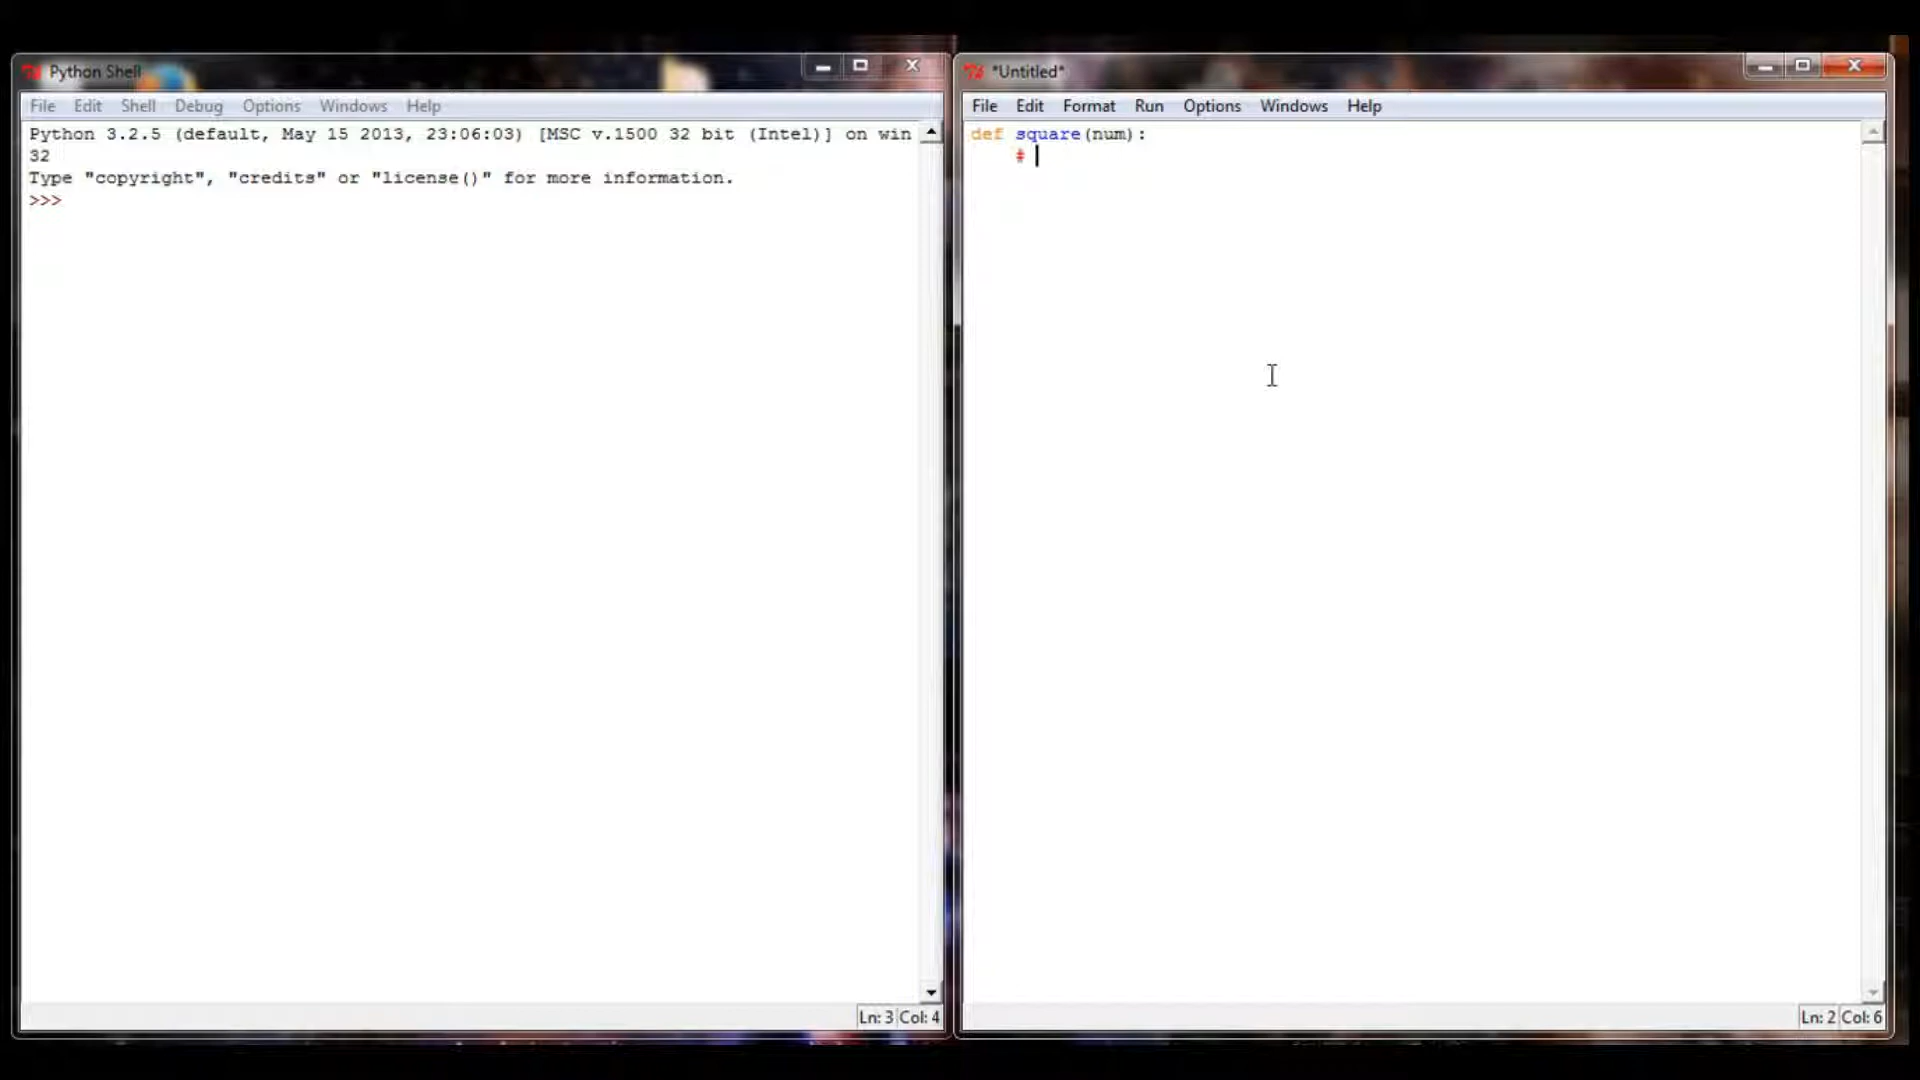 Python Shell
File Edit Shell Debug Options Windows Help
Python 3.2.5 (default, May 15 2013, 23:06:03) [MSC v.1500 32 bit (Intel)] on win
32
Type "copyright", "credits" or "license()" for more information.
>>>
Ln: 3 Col: 4
*Untitled*
File Edit Format Run Options Windows Help
def square(num):
#
Ln: 2 Col: 6